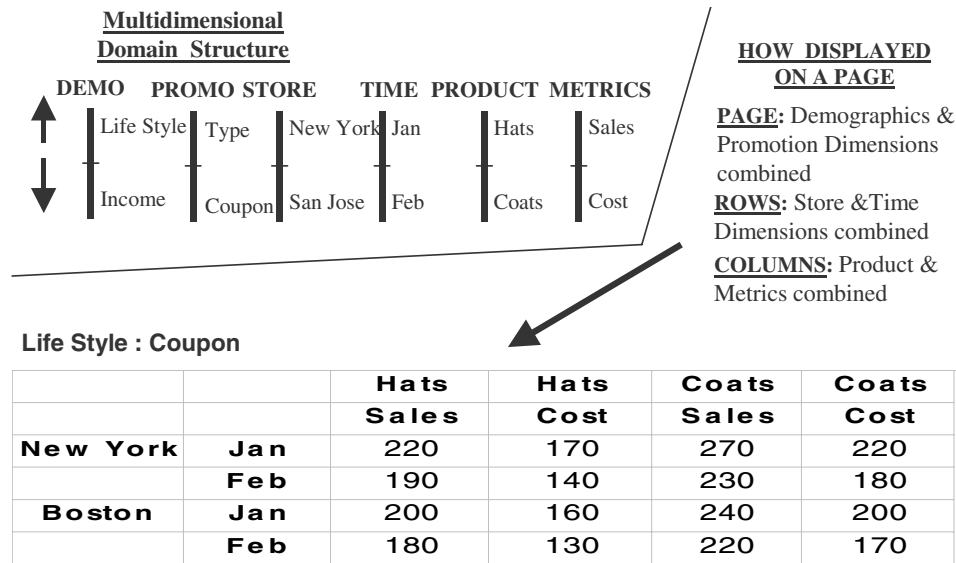 Multidimensional
Domain Structure
DEMO PROMO STORE TIME PRODUCT METRICS
Life Style Type New York Jan Hats Sales
Income Coupon San Jose Feb Coats Cost
HOW DISPLAYED
ON A PAGE
PAGE: Demographics &
Promotion Dimensions
combined
ROWS: Store &Time
Dimensions combined
COLUMNS: Product &
Metrics combined
Life Style : Coupon
Hats Hats Coats Coats
Sales Cost Sales Cost
New York Jan 220 170 270 220
Feb 190 140 230 180
Boston Jan 200 160 240 200
Feb 180 130 220 170